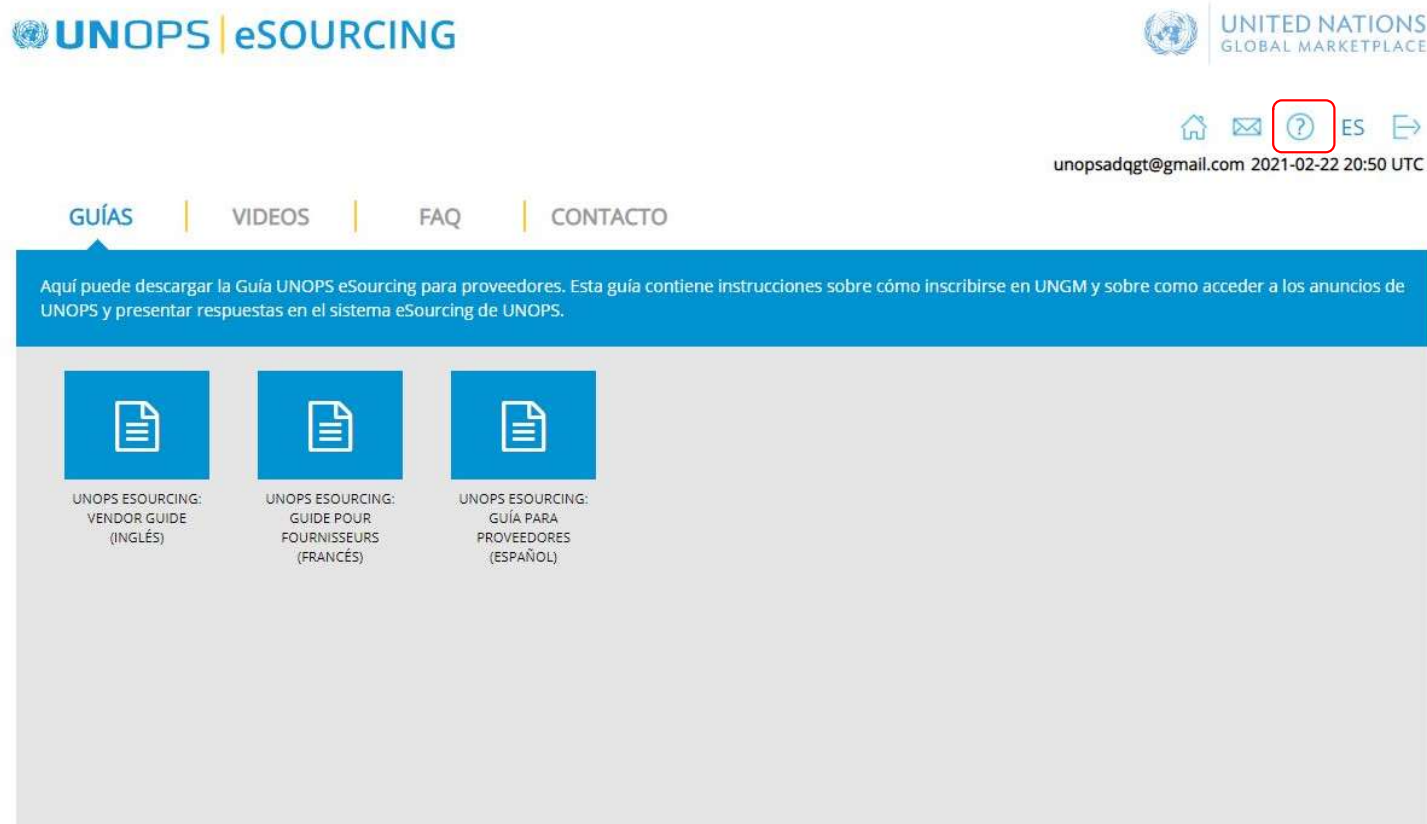 UNOPS eSOURCING
UNITED NATIONS
GLOBAL MARKETPLACE
? ES
unopsadqgt@gmail.com 2021-02-22 20:50 UTC
GUÍAS VIDEOS FAQ CONTACTO
Aquí puede descargar la Guía UNOPS eSourcing para proveedores. Esta guía contiene instrucciones sobre cómo inscribirse en UNGM y sobre como acceder a los anuncios de
UNOPS y presentar respuestas en el sistema eSourcing de UNOPS.
UNOPS ESOURCING:
VENDOR GUIDE
(INGLÉS)
UNOPS ESOURCING:
GUIDE POUR
FOURNISSEURS
(FRANCÉS)
UNOPS ESOURCING:
GUÍA PARA
PROVEEDORES
(ESPAÑOL)